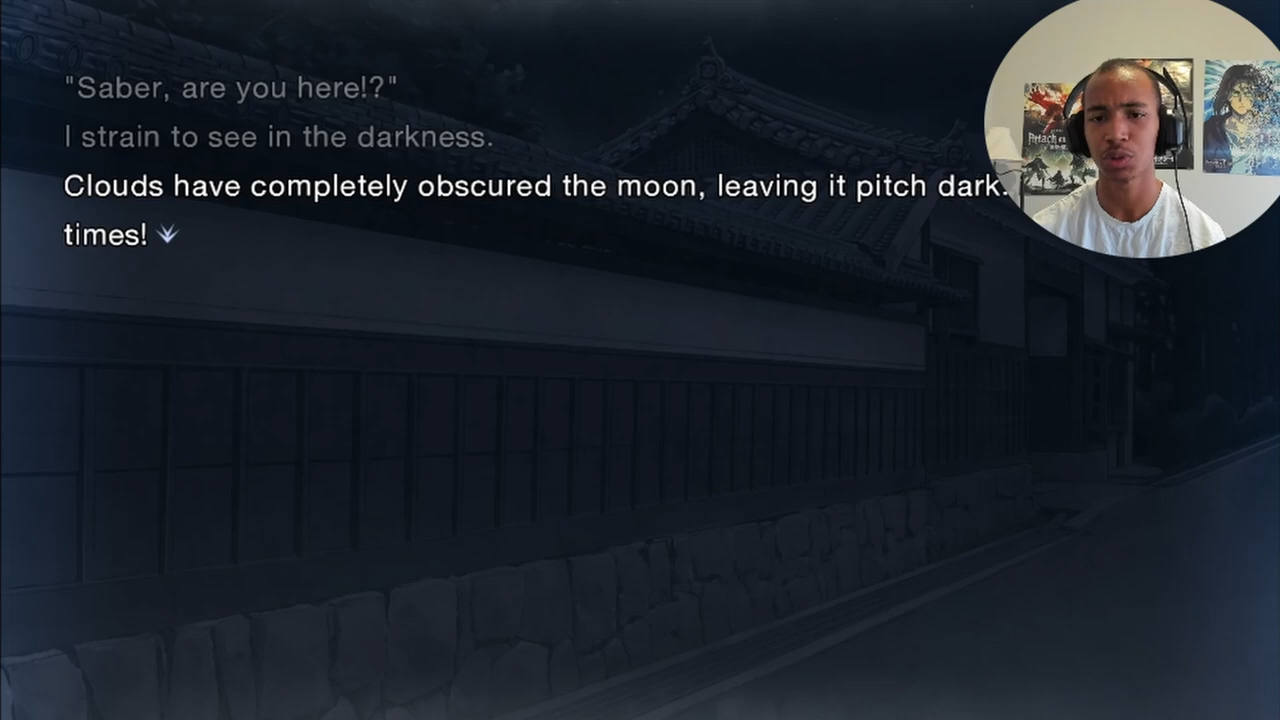 "Saber, are you here!?"
I strain to see in the darkness.
Clouds have completely obscured the moon, leaving it pitch dark.
times!
Attack